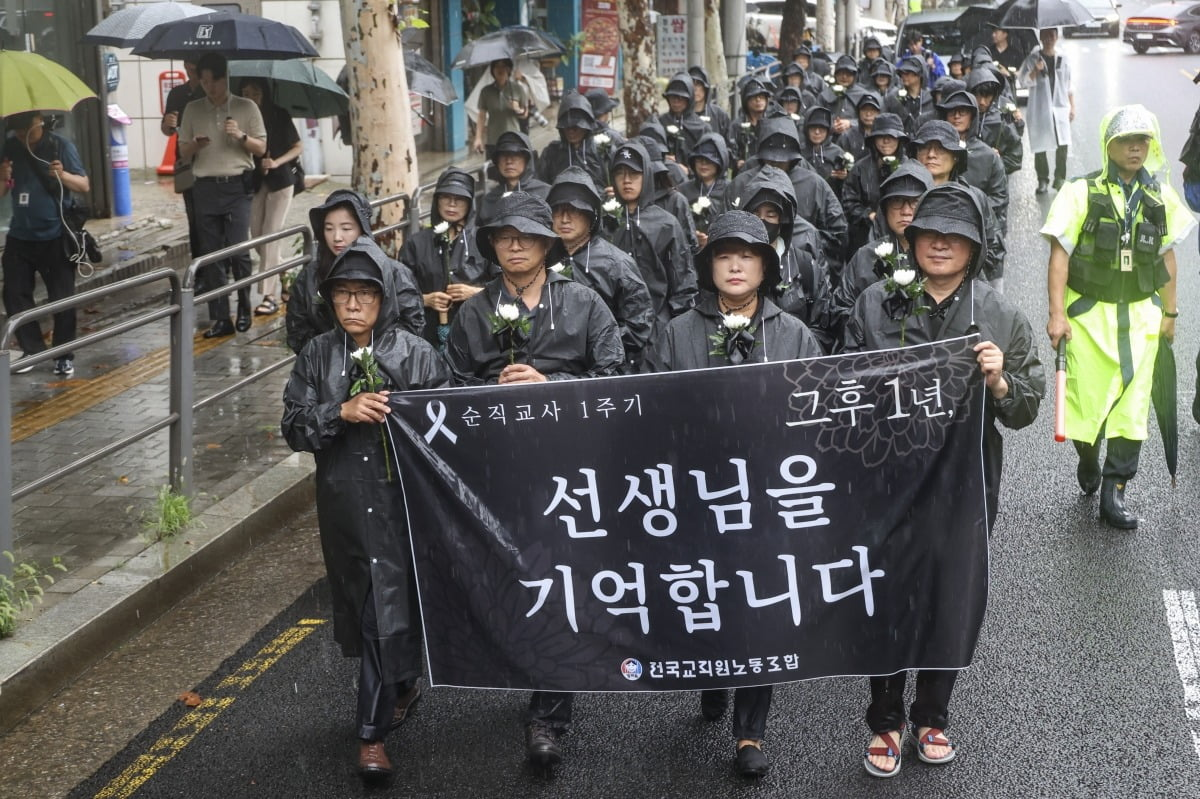 순직교사 1주기
그후 1년,
선생님을
기억합니다
전국교직원노동조합